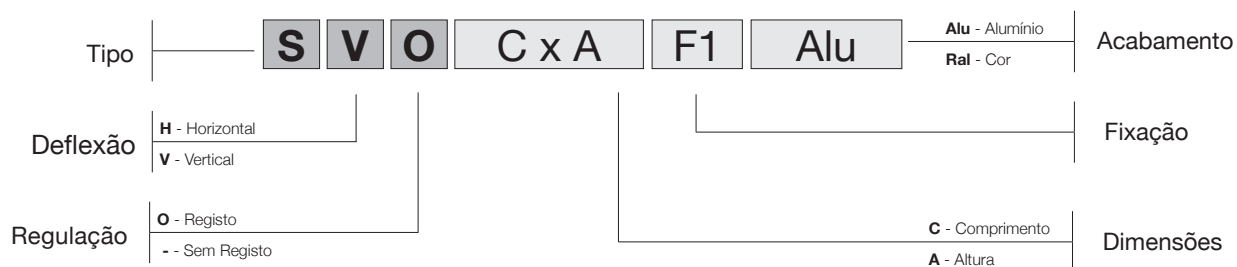 Tipo S V O C x A F1 Alu
Alu - Alumínio
Ral - Cor
Acabamento
Deflexão
H - Horizontal
V - Vertical
Fixação
Regulação
O - Registo
- - Sem Registo
C - Comprimento
A - Altura
Dimensões